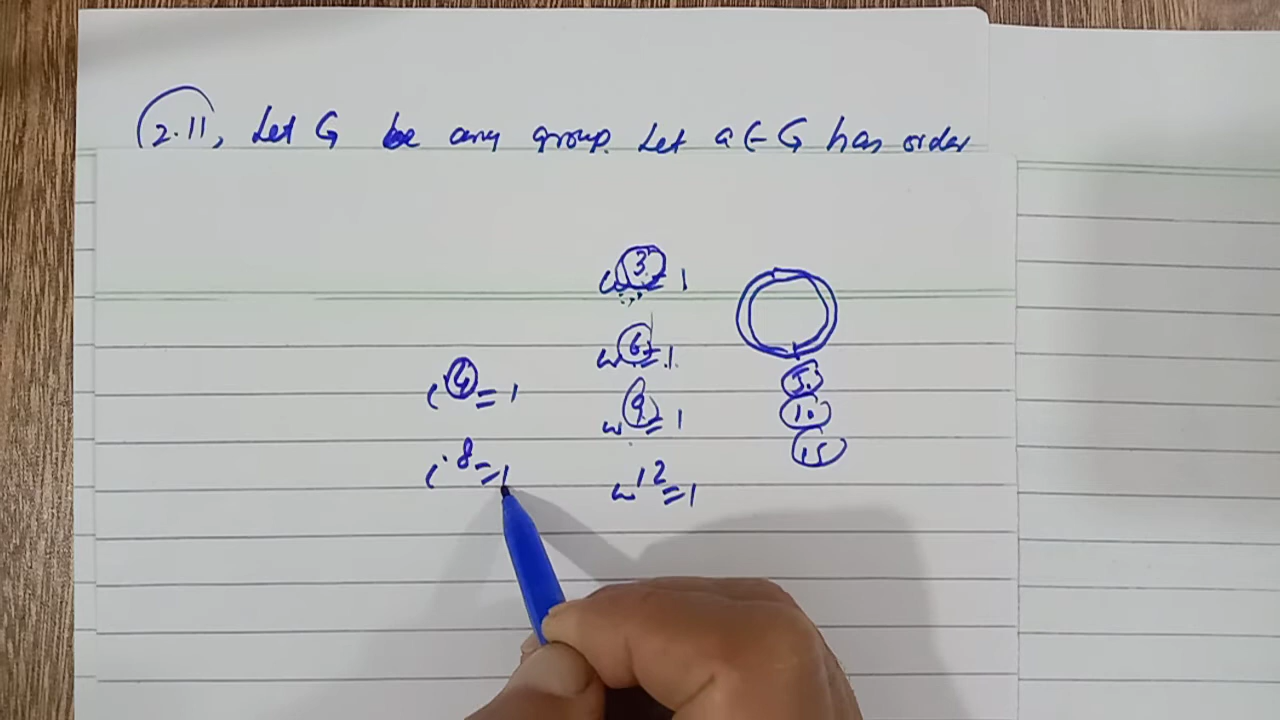 2.11, Let G be any group. Let a ∈ G has order
ω³ = 1
ω⁶ = 1
i⁴ = 1
5
10
ω⁹ = 1
15
i⁸ = 1
ω¹² = 1